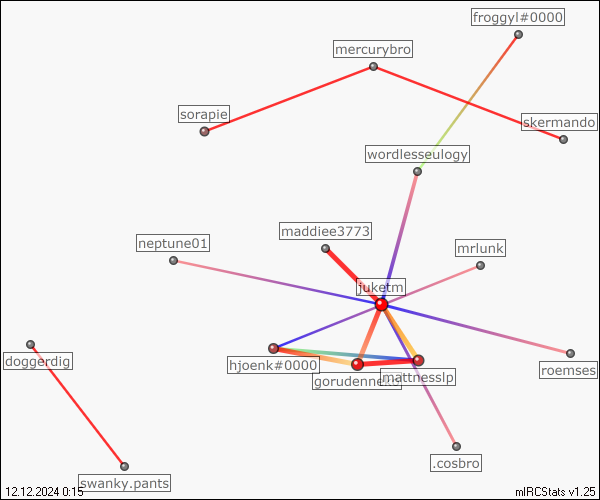 froggyl#0000
mercurybro
sorapie
skermando
wordlesseulogy
maddiee3773
neptune01
mrlunk
juketm
doggerdig
hjoenk#0000
mattnesslp
roemses
.cosbro
swanky.pants
12.12.2024 0:15
mIRCStats v1.25